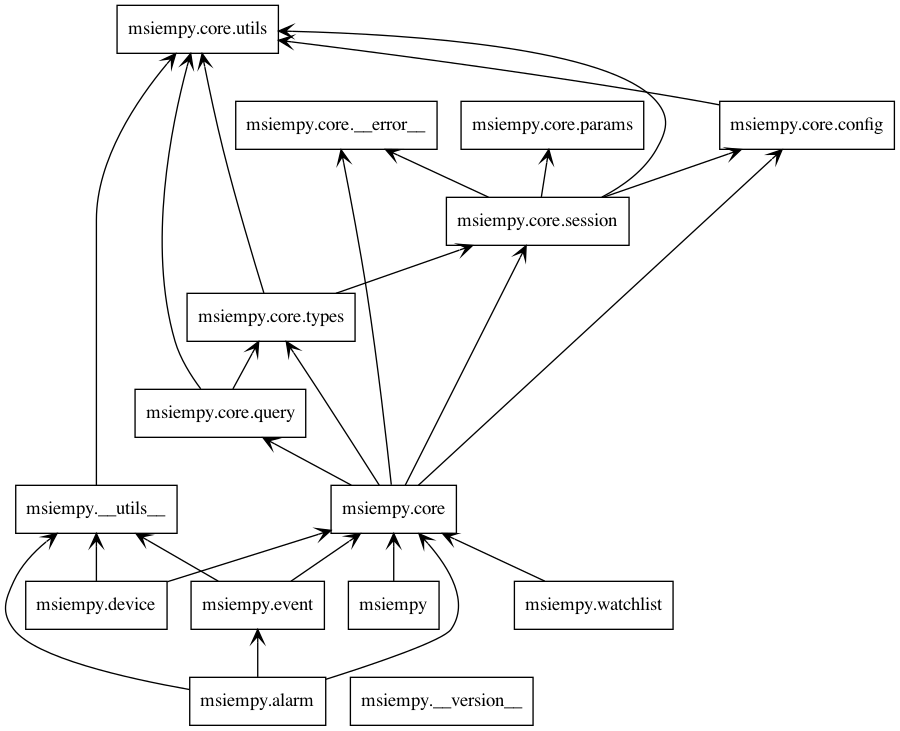 msiempy.core.utils
msiempy.core.__error__
msiempy.core.params
msiempy.core.config
msiempy.core.session
msiempy.core.types
msiempy.core.query
msiempy.__utils__
msiempy.core
msiempy.device
msiempy.event
msiempy
msiempy.watchlist
msiempy.alarm
msiempy.__version__